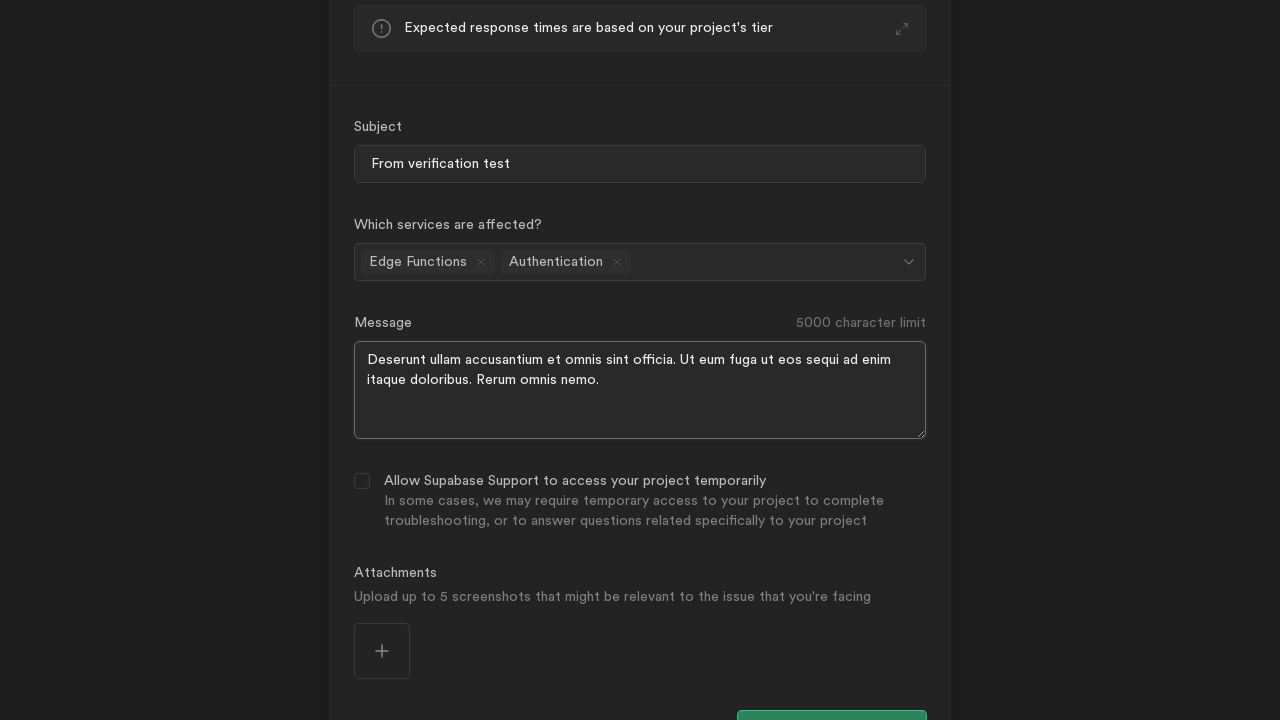 Expected response times are based on your project's tier
Subject
From verification test
Which services are affected?
Edge Functions
Authentication
Message
5000 character limit
Deserunt ullam accusantium et omnis sint officia. Ut eum fuga ut eos sequi ad enim
itaque doloribus. Rerum omnis nemo.
Allow Supabase Support to access your project temporarily
In some cases, we may require temporary access to your project to complete
troubleshooting, or to answer questions related specifically to your project
Attachments
Upload up to 5 screenshots that might be relevant to the issue that you're facing